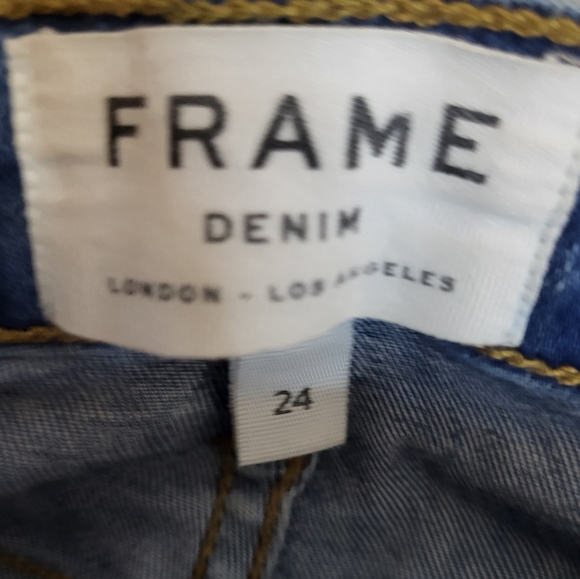 FRAME
DENIM
LONDON - LOS ANGELES
24